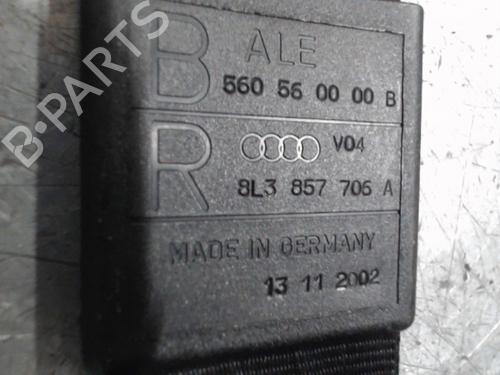 B ALE
560 56 00 00 B
R V04
8L3 857 706 A
MADE IN GERMANY
13 11 2002
B-PARTS